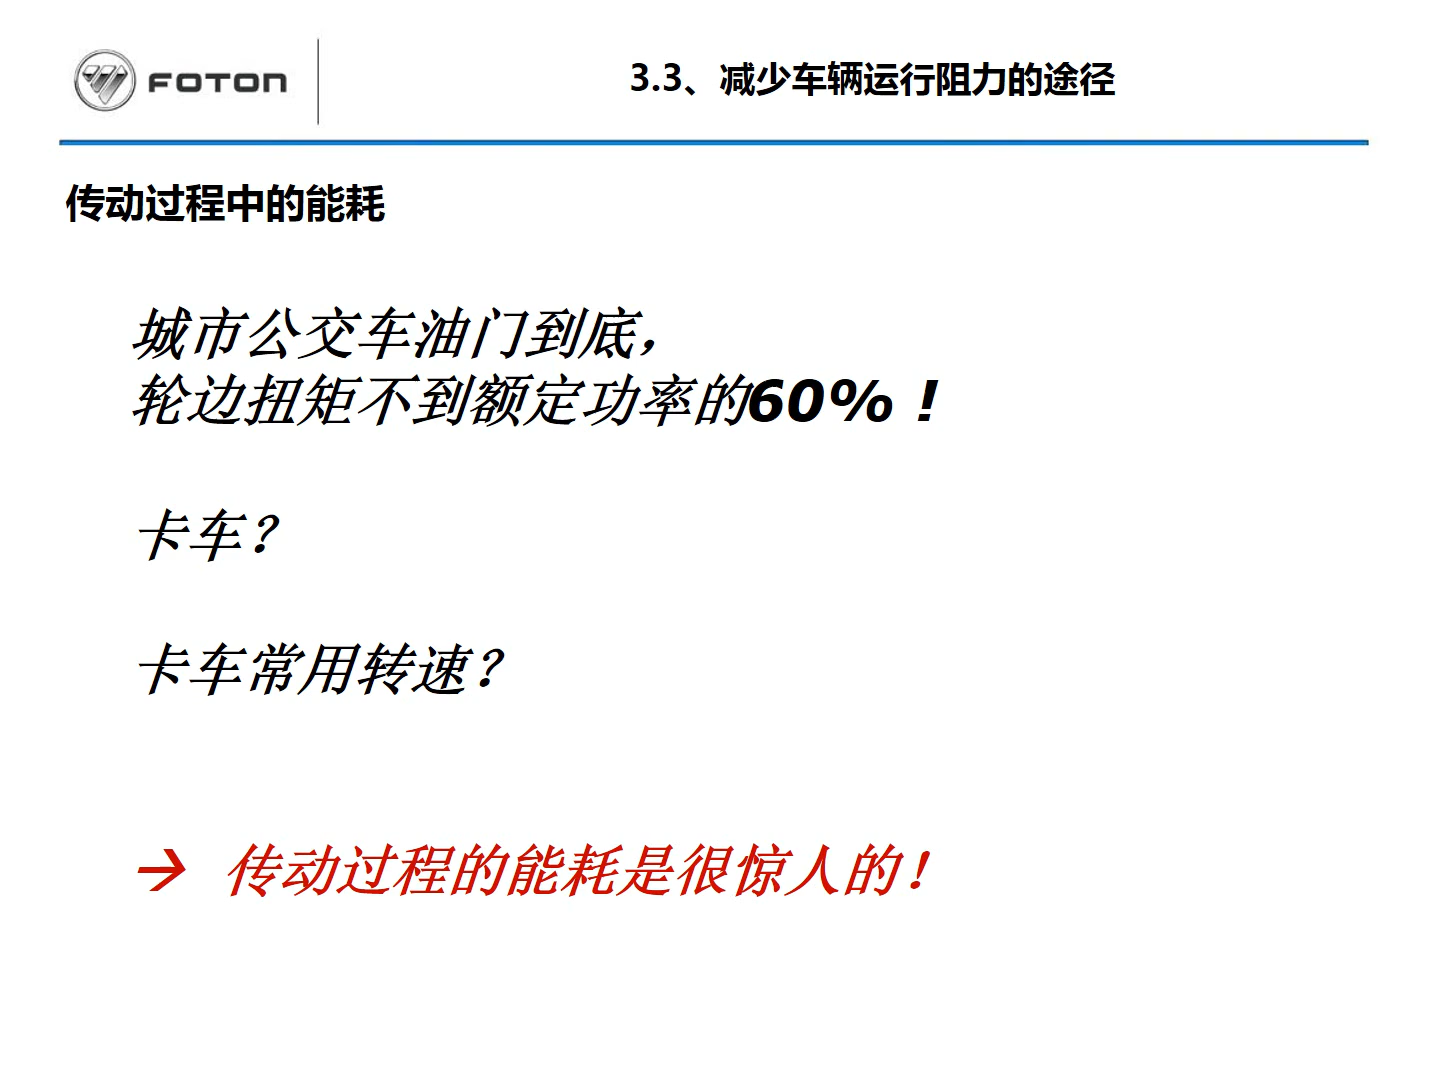 FOTON
3.3、减少车辆运行阻力的途径
传动过程中的能耗
城市公交车油门到底，
轮边扭矩不到额定功率的60%！
卡车？
卡车常用转速？
→ 传动过程的能耗是很惊人的！